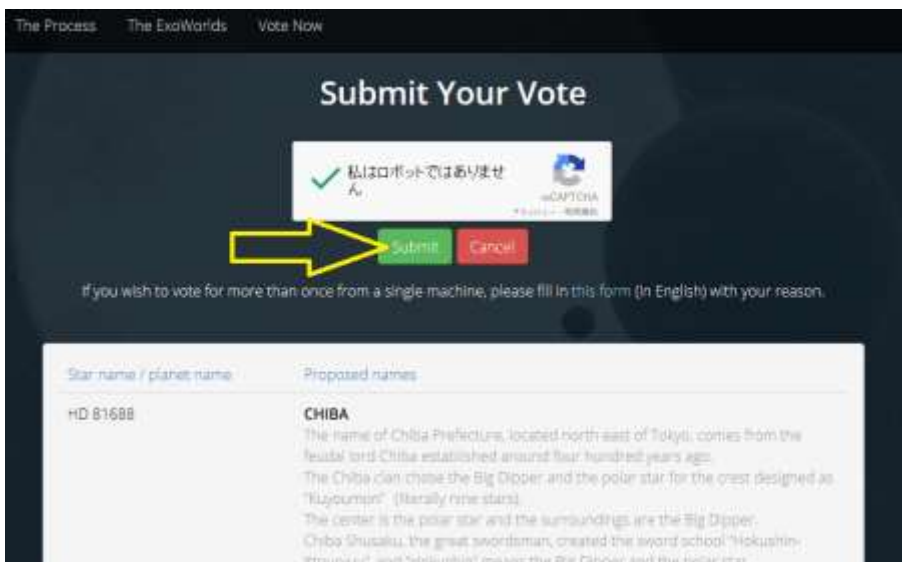 The Process The ExoWorlds Vote Now
Submit Your Vote
私はロボットではありませ
ん
reCAPTCHA
Submit Cancel
If you wish to vote for more than once from a single machine, please fill in this form (in English) with your reason.
Star name / planet name Proposed names
HD 81688 CHIBA
The name of Chiba Prefecture, located north east of Tokyo, comes from the
feudal lord Chiba established around four hundred years ago.
The Chiba clan chose the Big Dipper and the polar star for the crest designed as
"Kuyoumon" (literally nine stars).
The center is the polar star and the surroundings are the Big Dipper.
Chiba Shusaku, the great swordsman, created the sword school "Hokushin-
and means the Big Dipper and the polar star